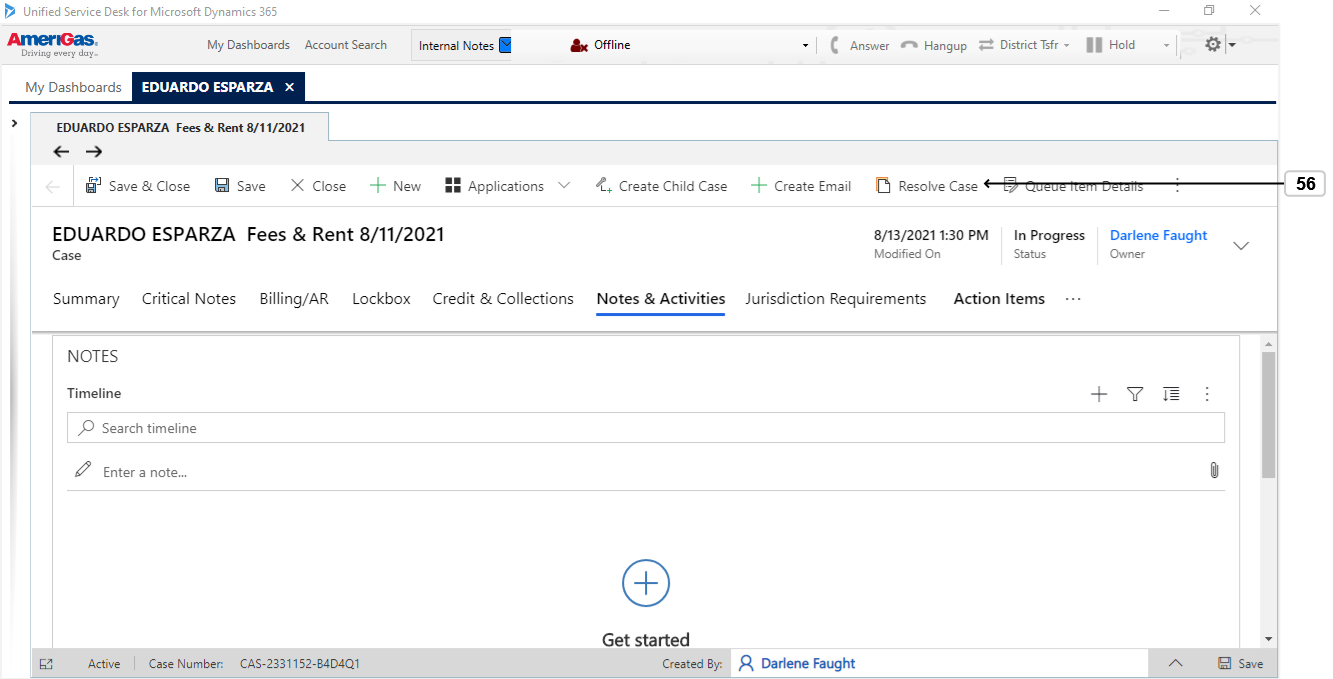 Unified Service Desk for Microsoft Dynamics 365
AmeriGas. My Dashboards Account Search Internal Notes Offline Answer Hangup District Tsfr Hold
Driving every day..
My Dashboards EDUARDO ESPARZA ×
EDUARDO ESPARZA Fees & Rent 8/11/2021
Save & Close Save Close New Applications Create Child Case Create Email Resolve Case Queue Item Details 56
EDUARDO ESPARZA Fees & Rent 8/11/2021 8/13/2021 1:30 PM In Progress Darlene Faught
Case Modified On Status Owner
Summary Critical Notes Billing/AR Lockbox Credit & Collections Notes & Activities Jurisdiction Requirements Action Items ...
NOTES
Timeline
Search timeline
Enter a note...
Get started
Active Case Number: CAS-2331152-B4D4Q1 Created By: Darlene Faught Save